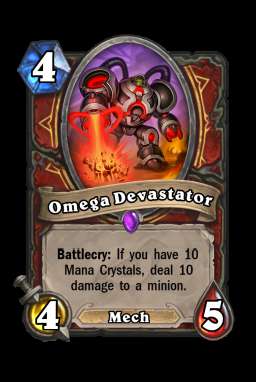 4
Omega Devastator
Battlecry: If you have 10
Mana Crystals, deal 10
damage to a minion.
4
Mech
5